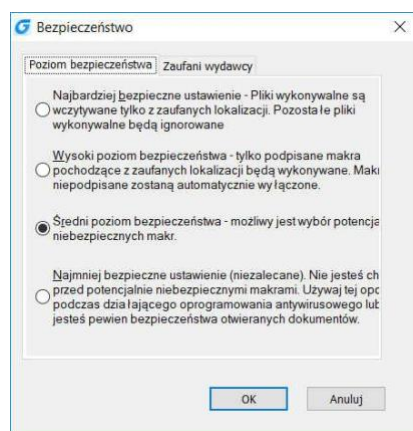 Bezpieczeństwo
Poziom bezpieczeństwa Zaufani wydawcy
Najbardziej bezpieczne ustawienie - Pliki wykonywalne są
wczytywane tylko z zaufanych lokalizacji. Pozostałe pliki
wykonywalne będą ignorowane
Wysoki poziom bezpieczeństwa - tylko podpisane makra
pochodzące z zaufanych lokalizacji będą wykonywane. Makr
niepodpisane zostaną automatycznie wyłączone.
Średni poziom bezpieczeństwa - możliwy jest wybór potencja
niebezpiecznych makr.
Najmniej bezpieczne ustawienie (niezalecane). Nie jesteś ch
przed potencjalnie niebezpiecznymi makrami. Używaj tej opc
podczas działającego oprogramowania antywirusowego lub
jesteś pewien bezpieczeństwa otwieranych dokumentów.
OK Anuluj